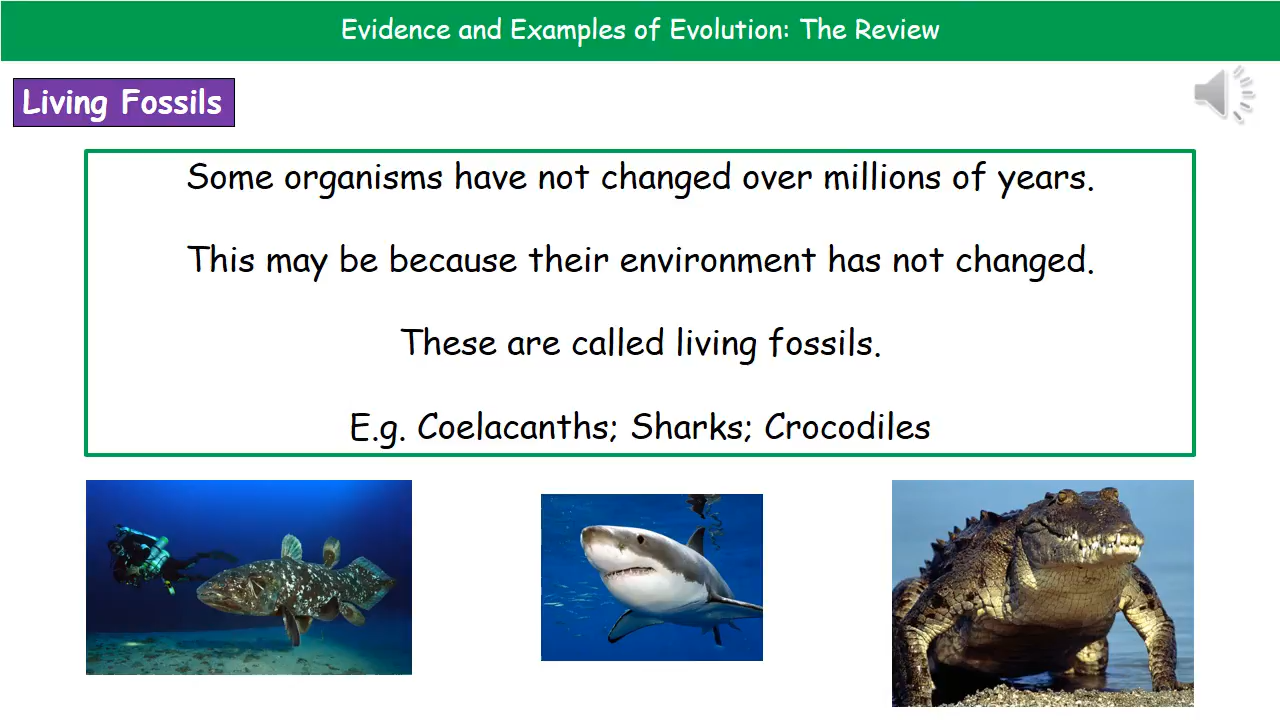 Evidence and Examples of Evolution: The Review
Living Fossils
Some organisms have not changed over millions of years.
This may be because their environment has not changed.
These are called living fossils.
E.g. Coelacanths; Sharks; Crocodiles